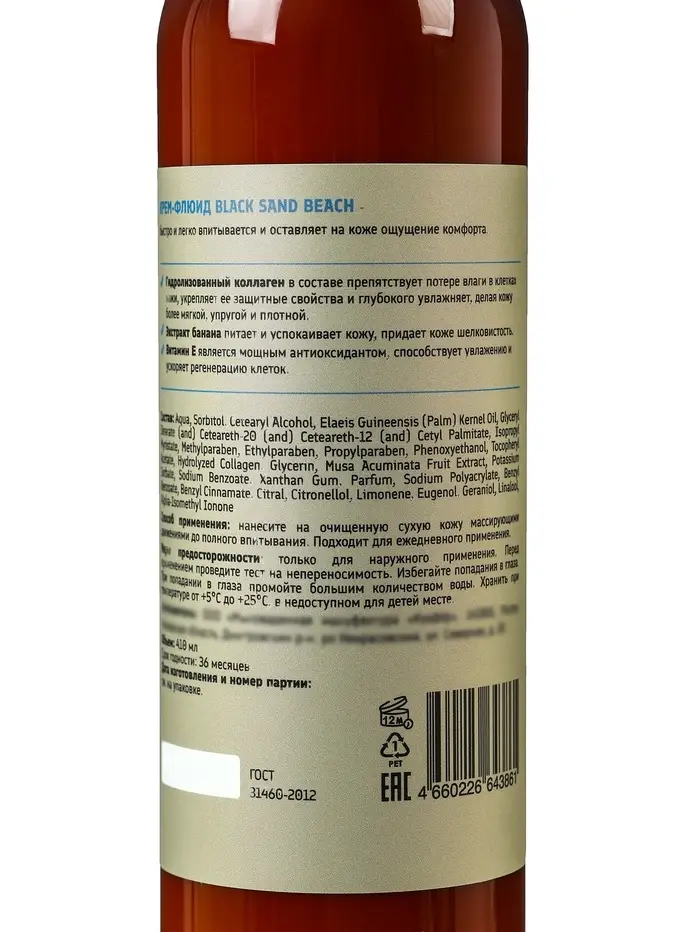 КРЕМ-ФЛЮИД BLACK SAND BEACH -
быстро и легко впитывается и оставляет на коже ощущение комфорта.
Гидролизованный коллаген в составе препятствует потере влаги в клетках
кожи, укрепляет ее защитные свойства и глубокого увлажняет, делая кожу
более мягкой, упругой и плотной.
Экстракт банана питает и успокаивает кожу, придает коже шелковистость.
Витамин Е является мощным антиоксидантом, способствует увлажнению и
ускоряет регенерацию клеток.
Состав: Aqua, Sorbitol, Cetearyl Alcohol, Elaeis Guineensis (Palm) Kernel Oil, Glyceryl
Stearate (and) Ceteareth-20 (and) Ceteareth-12 (and) Cetyl Palmitate, Isopropyl
Myristate, Methylparaben, Ethylparaben, Propylparaben, Phenoxyethanol, Tocopheryl
Acetate, Hydrolyzed Collagen, Glycerin, Musa Acuminata Fruit Extract, Potassium
Sorbate, Sodium Benzoate, Xanthan Gum, Parfum, Sodium Polyacrylate, Benzyl
Benzoate, Benzyl Cinnamate, Citral, Citronellol, Limonene, Eugenol, Geraniol, Linalool,
Alpha-Isomethyl Ionone
Способ применения: нанесите на очищенную сухую кожу массирующими
движениями до полного впитывания. Подходит для ежедневного применения.
Меры предосторожности: только для наружного применения. Перед
применением проведите тест на непереносимость. Избегайте попадания в глаза.
При попадании в глаза промойте большим количеством воды. Хранить при
температуре от +5°С до +25°С, в недоступном для детей месте.
Объем: 410 мл
Срок годности: 36 месяцев
Дата изготовления и номер партии:
см. на упаковке.
12м
1
PET
ГОСТ
31460-2012
EAC
4 660226 643861